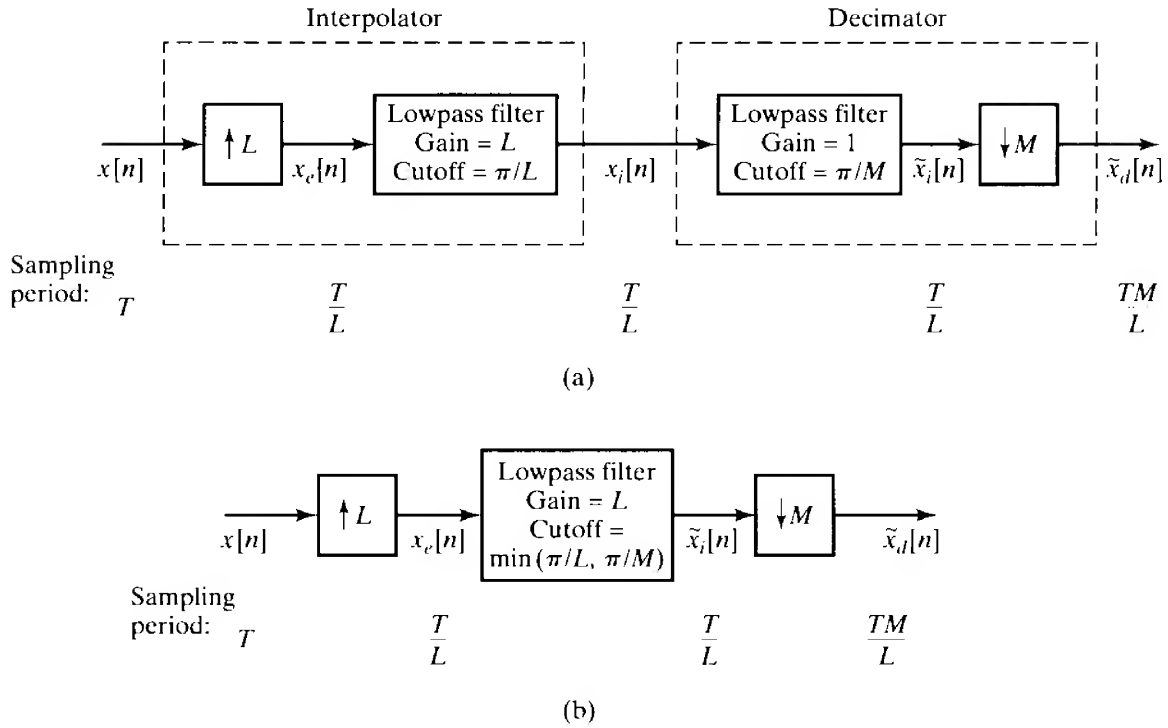 Interpolator
Decimator
↑ L
Lowpass filter
Gain = L
Cutoff = π/L
Lowpass filter
Gain = 1
Cutoff = π/M
↓ M
x[n]
x_e[n]
x_i[n]
x̃_i[n]
x̃_d[n]
Sampling
period:
T
T/L
T/L
T/L
TM/L
(a)
↑ L
Lowpass filter
Gain = L
Cutoff =
min (π/L, π/M)
↓ M
x[n]
x_e[n]
x̃_i[n]
x̃_d[n]
Sampling
period:
T
T/L
T/L
TM/L
(b)